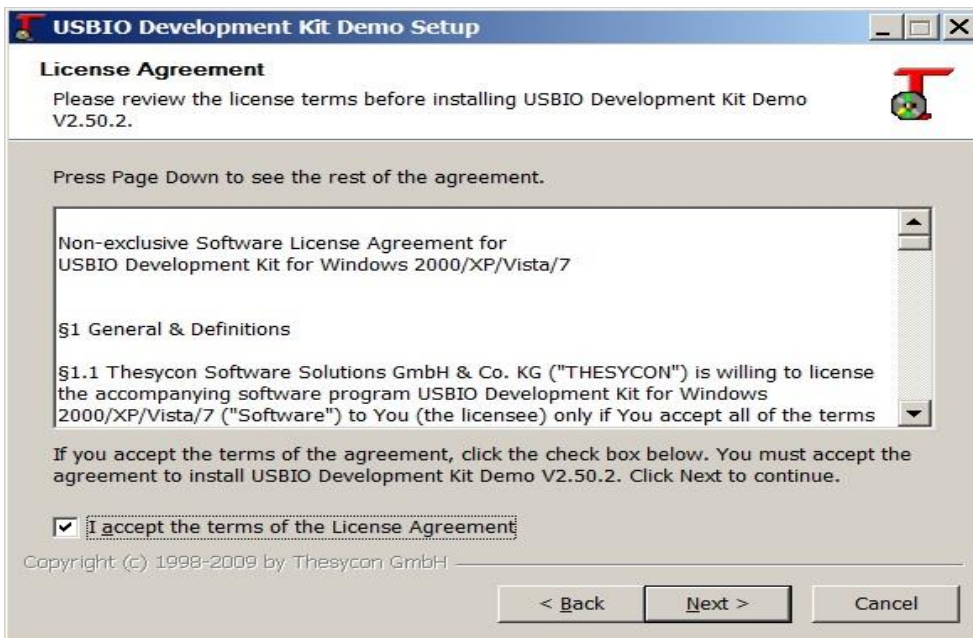 USBIO Development Kit Demo Setup
License Agreement
Please review the license terms before installing USBIO Development Kit Demo
V2.50.2.
Press Page Down to see the rest of the agreement.
Non-exclusive Software License Agreement for
USBIO Development Kit for Windows 2000/XP/Vista/7
§1 General & Definitions
§1.1 Thesycon Software Solutions GmbH & Co. KG ("THESYCON") is willing to license
the accompanying software program USBIO Development Kit for Windows
2000/XP/Vista/7 ("Software") to You (the licensee) only if You accept all of the terms
If you accept the terms of the agreement, click the check box below. You must accept the
agreement to install USBIO Development Kit Demo V2.50.2. Click Next to continue.
I accept the terms of the License Agreement
Copyright (c) 1998-2009 by Thesycon GmbH
< Back Next > Cancel